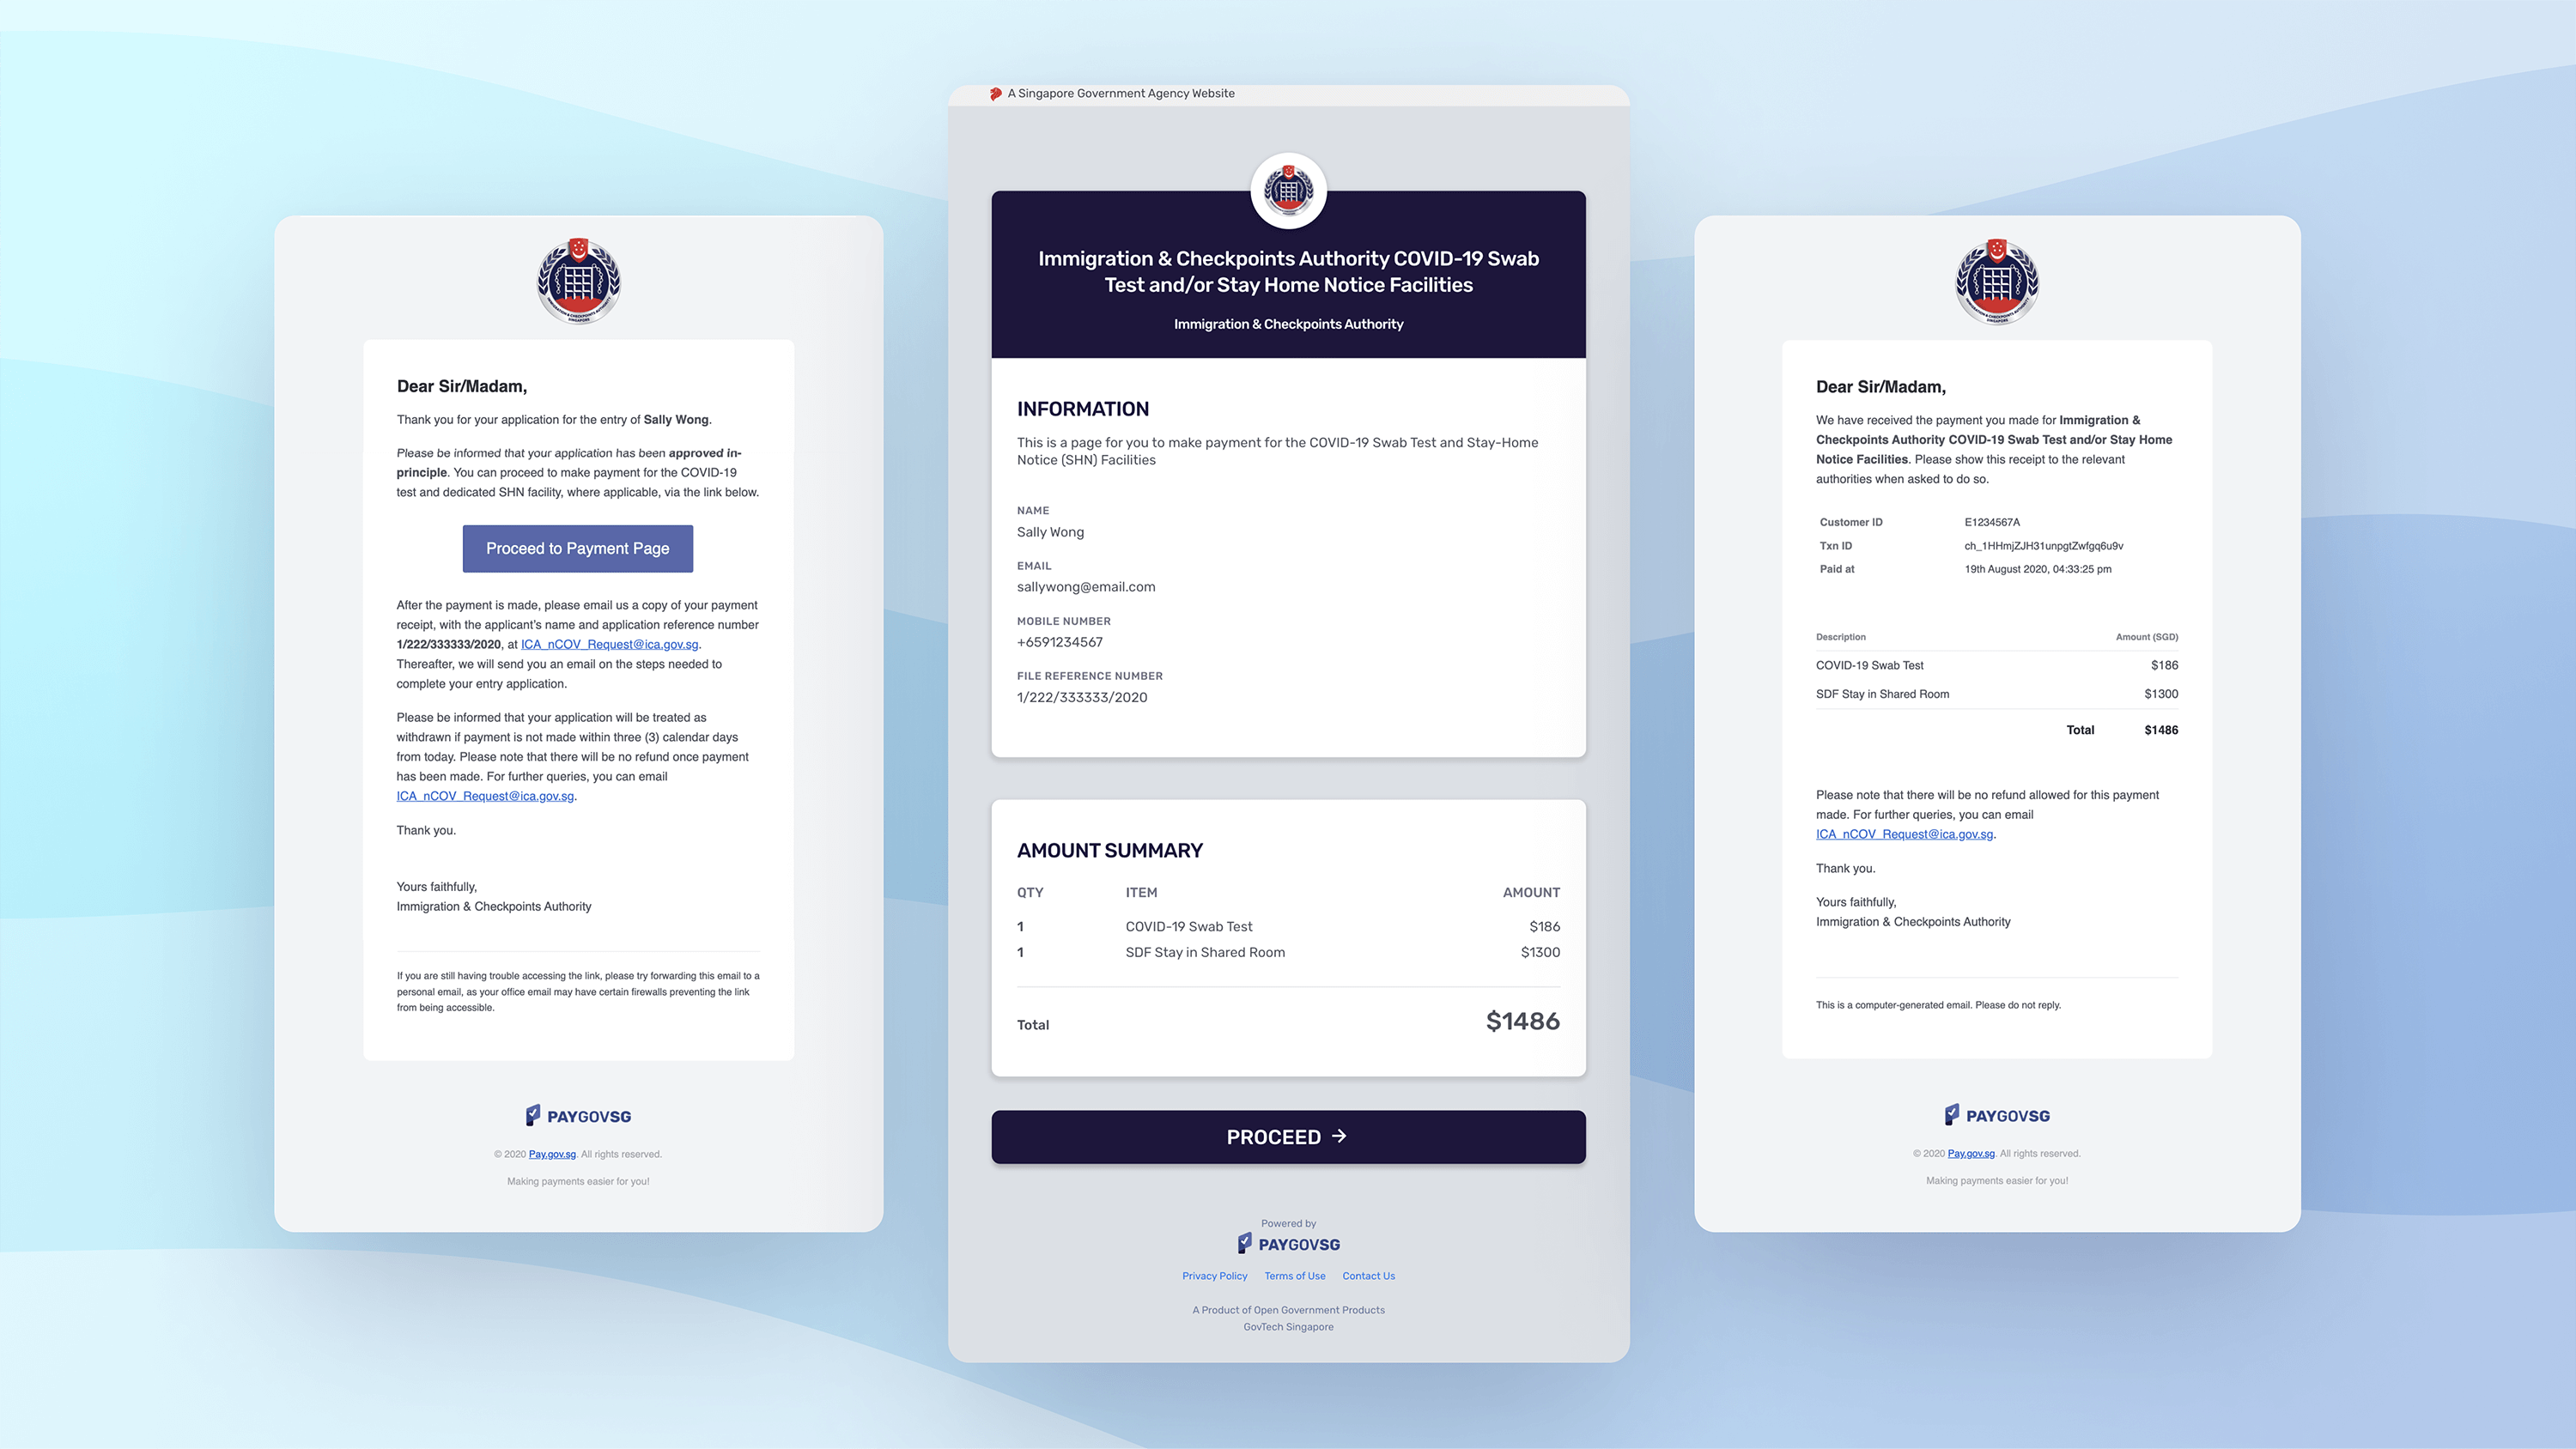 Dear Sir/Madam,
Thank you for your application for the entry of Sally Wong.
Please be informed that your application has been approved in-
principle. You can proceed to make payment for the COVID-19
test and dedicated SHN facility, where applicable, via the link below.
Proceed to Payment Page
After the payment is made, please email us a copy of your payment
receipt, with the applicant's name and application reference number
1/222/333333/2020, at ICA_nCOV_Request@ica.gov.sg.
Thereafter, we will send you an email on the steps needed to
complete your entry application.
Please be informed that your application will be treated as
withdrawn if payment is not made within three (3) calendar days
from today. Please note that there will be no refund once payment
has been made. For further queries, you can email
ICA_nCOV_Request@ica.gov.sg.
Thank you.
Yours faithfully,
Immigration & Checkpoints Authority
If you are still having trouble accessing the link, please try forwarding this email to a
personal email, as your office email may have certain firewalls preventing the link
from being accessible.
PAYGOVSG
© 2020 Pay.gov.sg. All rights reserved.
Making payments easier for you!
A Singapore Government Agency Website
Immigration & Checkpoints Authority COVID-19 Swab
Test and/or Stay Home Notice Facilities
Immigration & Checkpoints Authority
INFORMATION
This is a page for you to make payment for the COVID-19 Swab Test and Stay-Home
Notice (SHN) Facilities
NAME
Sally Wong
EMAIL
sallywong@email.com
MOBILE NUMBER
+6591234567
FILE REFERENCE NUMBER
1/222/333333/2020
AMOUNT SUMMARY
QTY ITEM AMOUNT
1 COVID-19 Swab Test $186
1 SDF Stay in Shared Room $1300
Total $1486
PROCEED →
Powered by
PAYGOVSG
Privacy Policy Terms of Use Contact Us
A Product of Open Government Products
GovTech Singapore
IMMIGRATION & CHECKPOINTS AUTHORITY
SINGAPORE
Dear Sir/Madam,
We have received the payment you made for Immigration &
Checkpoints Authority COVID-19 Swab Test and/or Stay Home
Notice Facilities. Please show this receipt to the relevant
authorities when asked to do so.
Customer ID E1234567A
Txn ID ch_1HHmjZJH31unpgtZwfgq6u9v
Paid at 19th August 2020, 04:33:25 pm
Description Amount (SGD)
COVID-19 Swab Test $186
SDF Stay in Shared Room $1300
Total $1486
Please note that there will be no refund allowed for this payment
made. For further queries, you can email
ICA_nCOV_Request@ica.gov.sg.
Thank you.
Yours faithfully,
Immigration & Checkpoints Authority
This is a computer-generated email. Please do not reply.
PAYGOVSG
© 2020 Pay.gov.sg. All rights reserved.
Making payments easier for you!